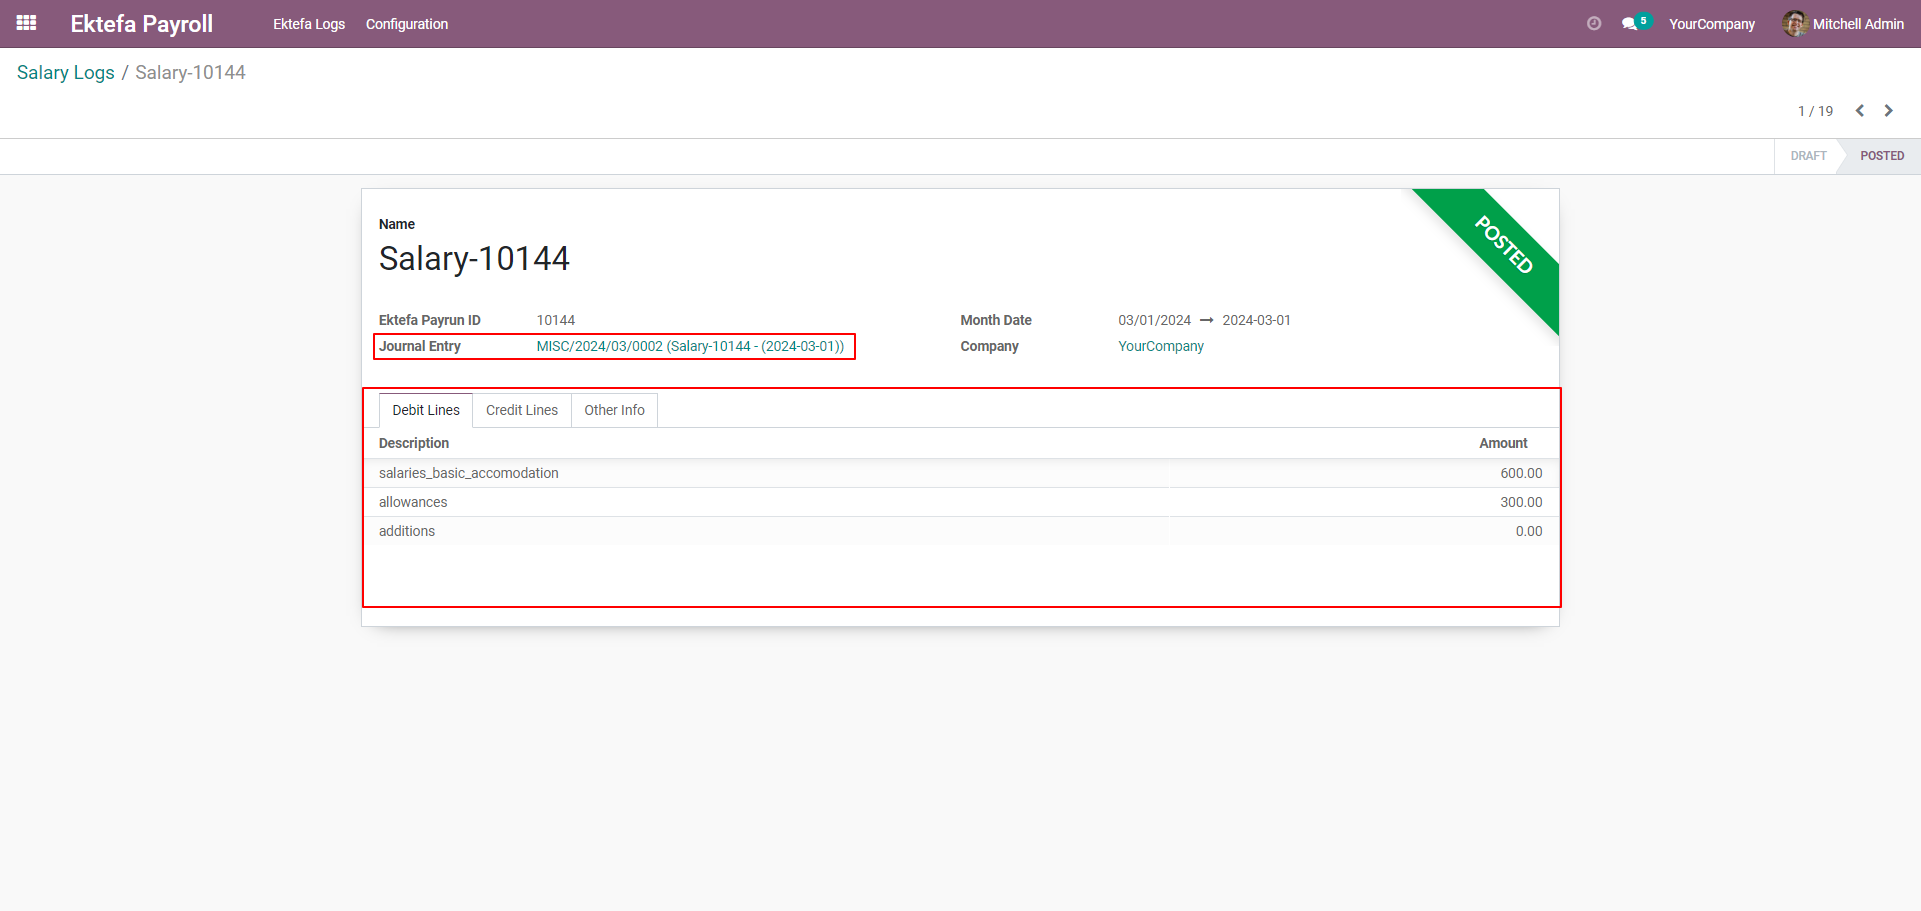 Ektefa Payroll Ektefa Logs Configuration 5 YourCompany Mitchell Admin
Salary Logs / Salary-10144
1 / 19
DRAFT POSTED
POSTED
Name
Salary-10144
Ektefa Payrun ID 10144 Month Date 03/01/2024 → 2024-03-01
Journal Entry MISC/2024/03/0002 (Salary-10144 - (2024-03-01)) Company YourCompany
Debit Lines Credit Lines Other Info
Description Amount
salaries_basic_accomodation 600.00
allowances 300.00
additions 0.00